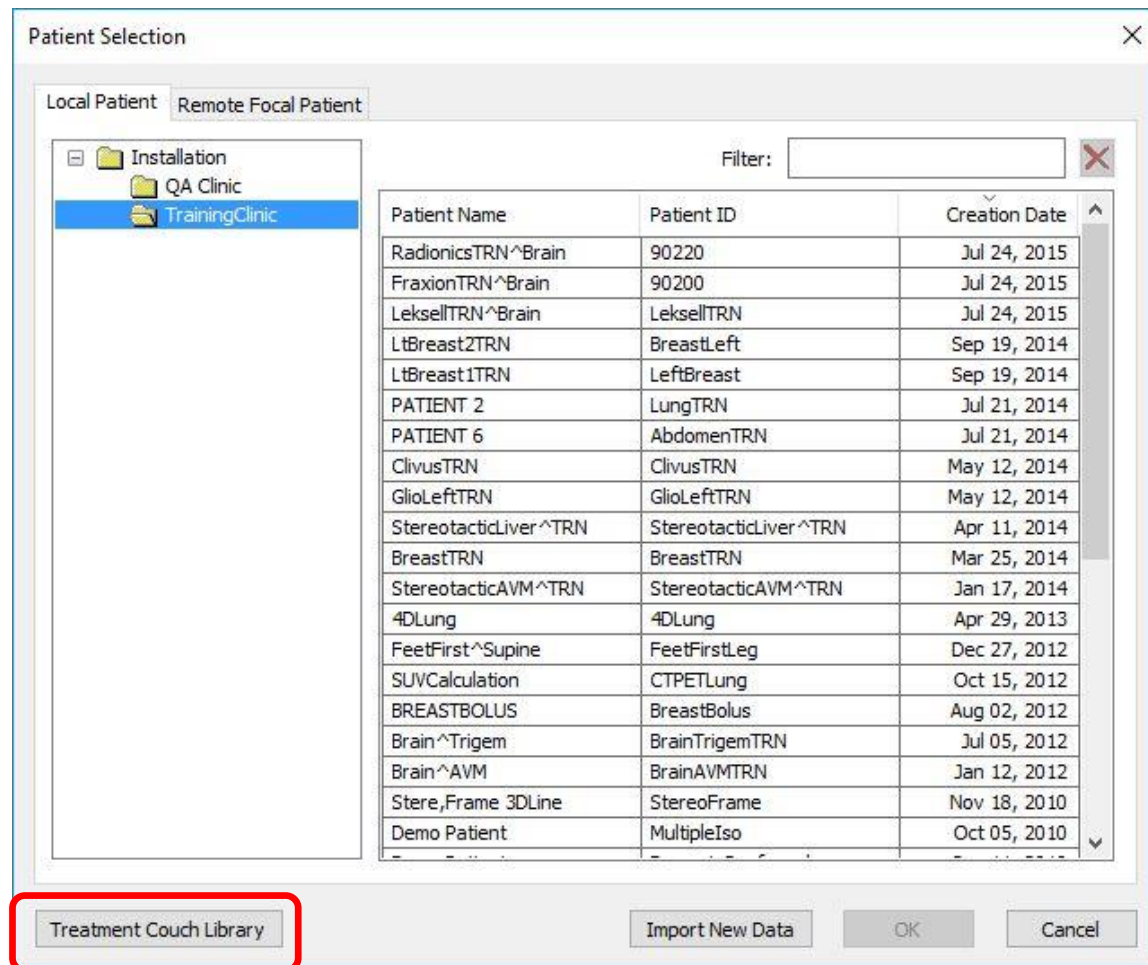 Patient Selection
Local Patient Remote Focal Patient
Installation
QA Clinic
TrainingClinic
Filter:
Patient Name Patient ID Creation Date
RadionicsTRN^Brain 90220 Jul 24, 2015
FraxionTRN^Brain 90200 Jul 24, 2015
LeksellTRN^Brain LeksellTRN Jul 24, 2015
LtBreast2TRN BreastLeft Sep 19, 2014
LtBreast1TRN LeftBreast Sep 19, 2014
PATIENT 2 LungTRN Jul 21, 2014
PATIENT 6 AbdomenTRN Jul 21, 2014
ClivusTRN ClivusTRN May 12, 2014
GlioLeftTRN GlioLeftTRN May 12, 2014
StereotacticLiver^TRN StereotacticLiver^TRN Apr 11, 2014
BreastTRN BreastTRN Mar 25, 2014
StereotacticAVM^TRN StereotacticAVM^TRN Jan 17, 2014
4DLung 4DLung Apr 29, 2013
FeetFirst^Supine FeetFirstLeg Dec 27, 2012
SUVCalculation CTPETLung Oct 15, 2012
BREASTBOLUS BreastBolus Aug 02, 2012
Brain^Trigem BrainTrigemTRN Jul 05, 2012
Brain^AVM BrainAVMTRN Jan 12, 2012
Stere,Frame 3DLine StereoFrame Nov 18, 2010
Demo Patient MultipleIso Oct 05, 2010
Treatment Couch Library Import New Data OK Cancel